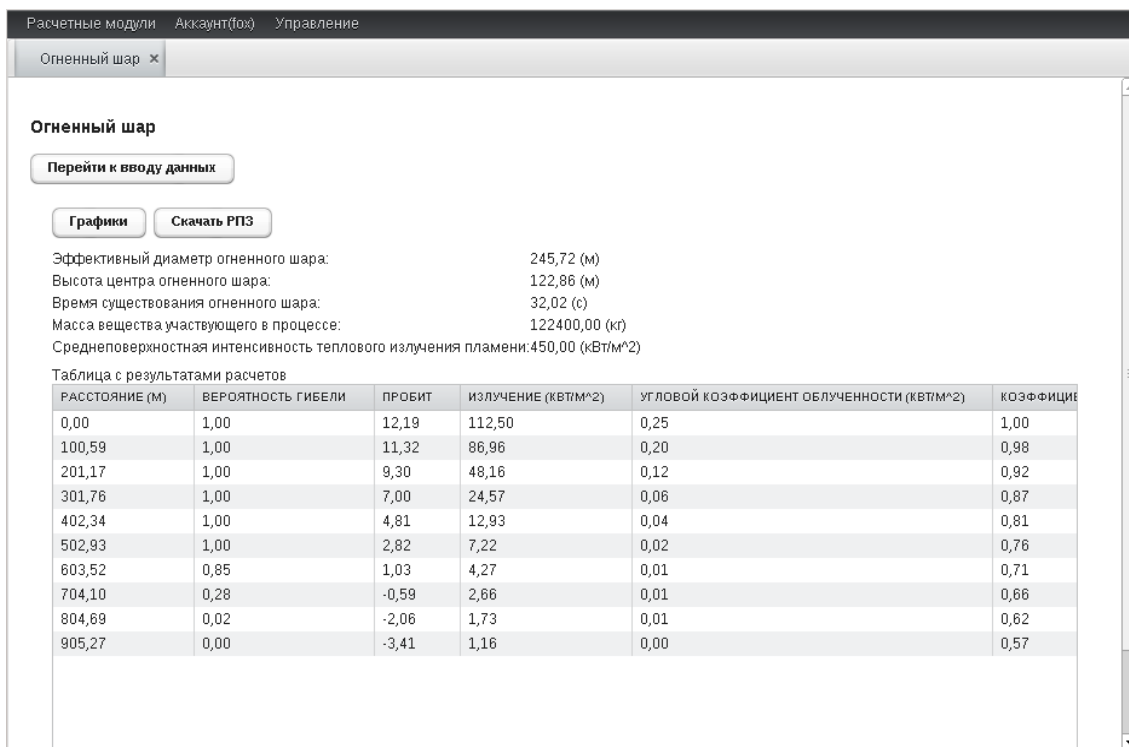 Расчетные модули Аккаунт(fox) Управление
Огненный шар ×
Огненный шар
Перейти к вводу данных
Графики Скачать РПЗ
Эффективный диаметр огненного шара: 245,72 (м)
Высота центра огненного шара: 122,86 (м)
Время существования огненного шара: 32,02 (с)
Масса вещества участвующего в процессе: 122400,00 (кг)
Среднеповерхностная интенсивность теплового излучения пламени:450,00 (кВт/м^2)
Таблица с результатами расчетов
РАССТОЯНИЕ (М) ВЕРОЯТНОСТЬ ГИБЕЛИ ПРОБИТ ИЗЛУЧЕНИЕ (КВТ/М^2) УГЛОВОЙ КОЭФФИЦИЕНТ ОБЛУЧЕННОСТИ (КВТ/М^2) КОЭФФИЦИЕ
0,00 1,00 12,19 112,50 0,25 1,00
100,59 1,00 11,32 86,96 0,20 0,98
201,17 1,00 9,30 48,16 0,12 0,92
301,76 1,00 7,00 24,57 0,06 0,87
402,34 1,00 4,81 12,93 0,04 0,81
502,93 1,00 2,82 7,22 0,02 0,76
603,52 0,85 1,03 4,27 0,01 0,71
704,10 0,28 -0,59 2,66 0,01 0,66
804,69 0,02 -2,06 1,73 0,01 0,62
905,27 0,00 -3,41 1,16 0,00 0,57